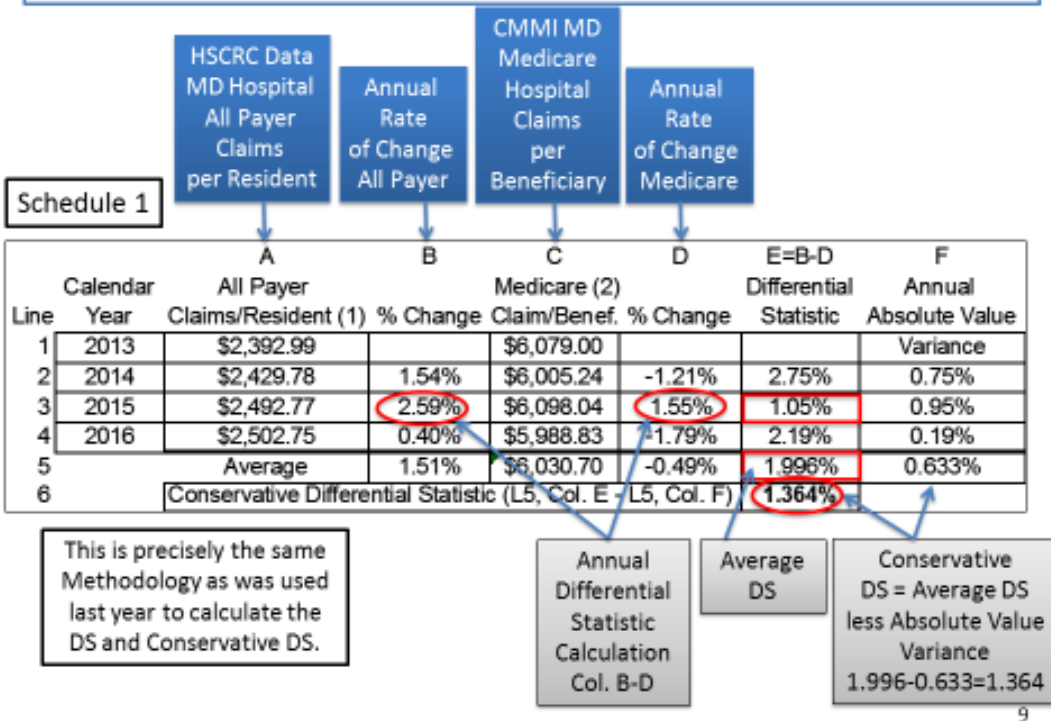 HSCRC Data
MD Hospital
All Payer
Claims
per Resident
Annual
Rate
of Change
All Payer
CMMI MD
Medicare
Hospital
Claims
per
Beneficiary
Annual
Rate
of Change
Medicare
Schedule 1
A B C D E=B-D F
Calendar All Payer Medicare (2) Differential Annual
Line Year Claims/Resident (1) % Change Claim/Benef. % Change Statistic Absolute Value
1 2013 $2,392.99 $6,079.00 Variance
2 2014 $2,429.78 1.54% $6,005.24 -1.21% 2.75% 0.75%
3 2015 $2,492.77 2.59% $6,098.04 1.55% 1.05% 0.95%
4 2016 $2,502.75 0.40% $5,988.83 -1.79% 2.19% 0.19%
5 Average 1.51% $6,030.70 -0.49% 1.996% 0.633%
6 Conservative Differential Statistic (L5, Col. E - L5, Col. F) 1.364%
This is precisely the same
Methodology as was used
last year to calculate the
DS and Conservative DS.
Annual
Differential
Statistic
Calculation
Col. B-D
Average
DS
Conservative
DS = Average DS
less Absolute Value
Variance
1.996-0.633=1.364
9